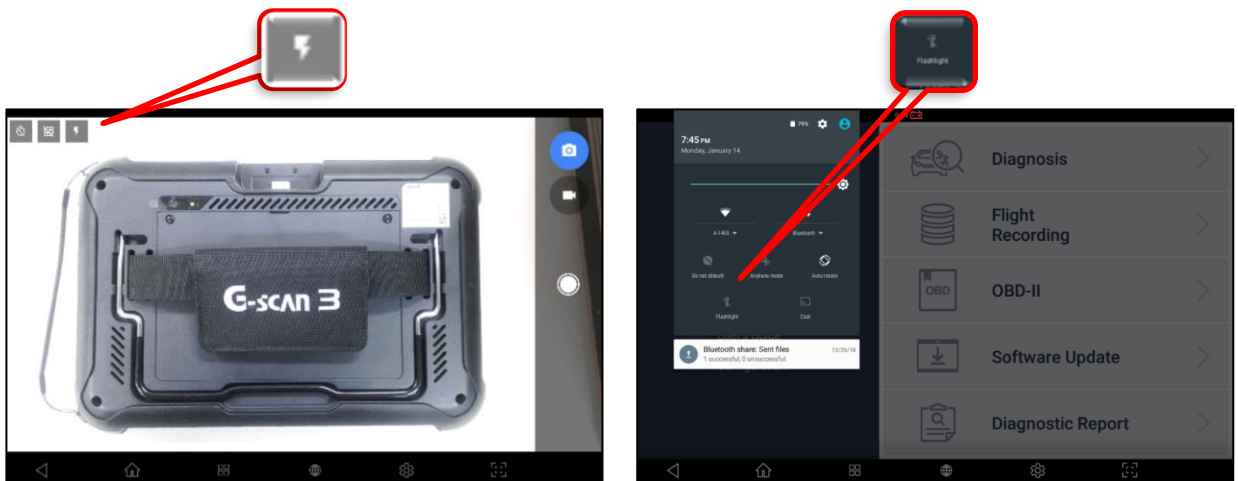 Flashlight
G-scan 3
79%
7:45 PM
Monday, January 14
A-1405
Bluetooth
Do not disturb
Airplane mode
Auto-rotate
Flashlight
Cast
Bluetooth share: Sent files
12/26/18
1 successful, 0 unsuccessful.
Diagnosis
Flight
Recording
OBD
OBD-II
Software Update
Diagnostic Report